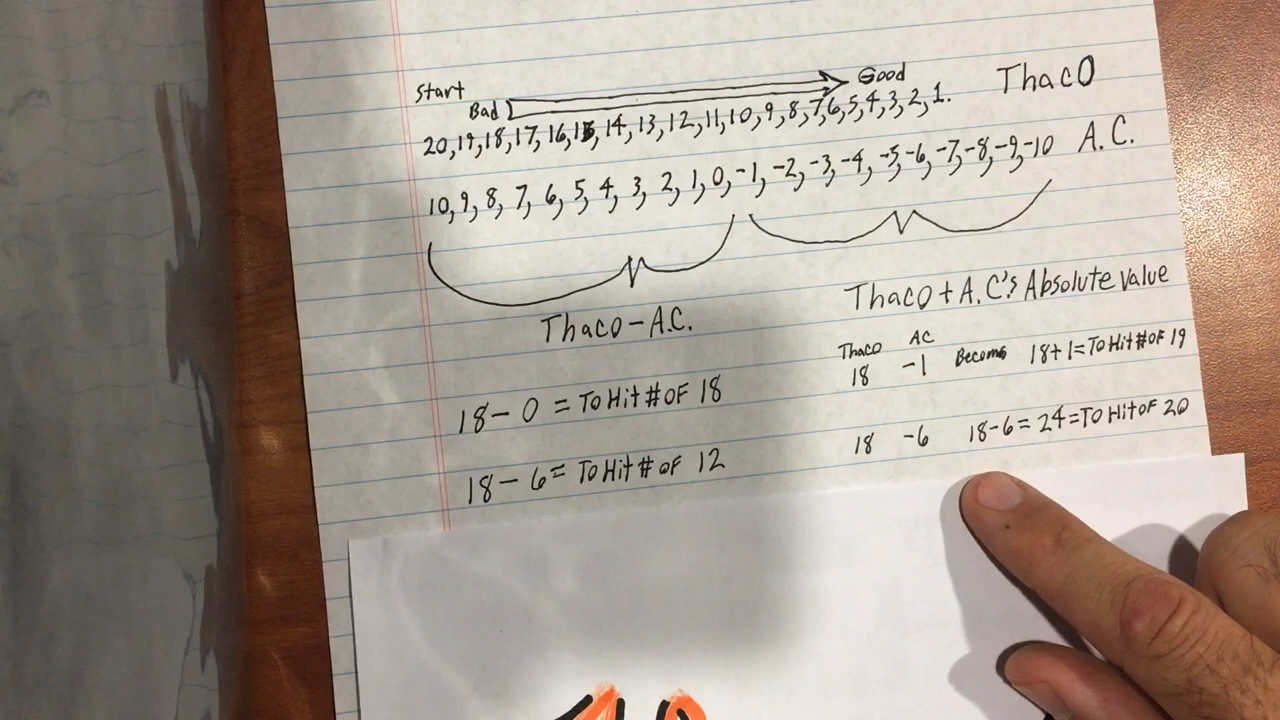 Start
Bad Good Thac0
20, 19, 18, 17, 16, 15, 14, 13, 12, 11, 10, 9, 8, 7, 6, 5, 4, 3, 2, 1.
10, 9, 8, 7, 6, 5, 4, 3, 2, 1, 0, -1, -2, -3, -4, -5, -6, -7, -8, -9, -10 A.C.
Thaco - A.C.
Thaco + A.C.'s Absolute value
Thaco AC
18 -1 Becoms 18+1=To Hit # of 19
18 - 0 = To Hit # of 18
18 -6 18-6=24=To Hit of 20
18 - 6 = To Hit # of 12